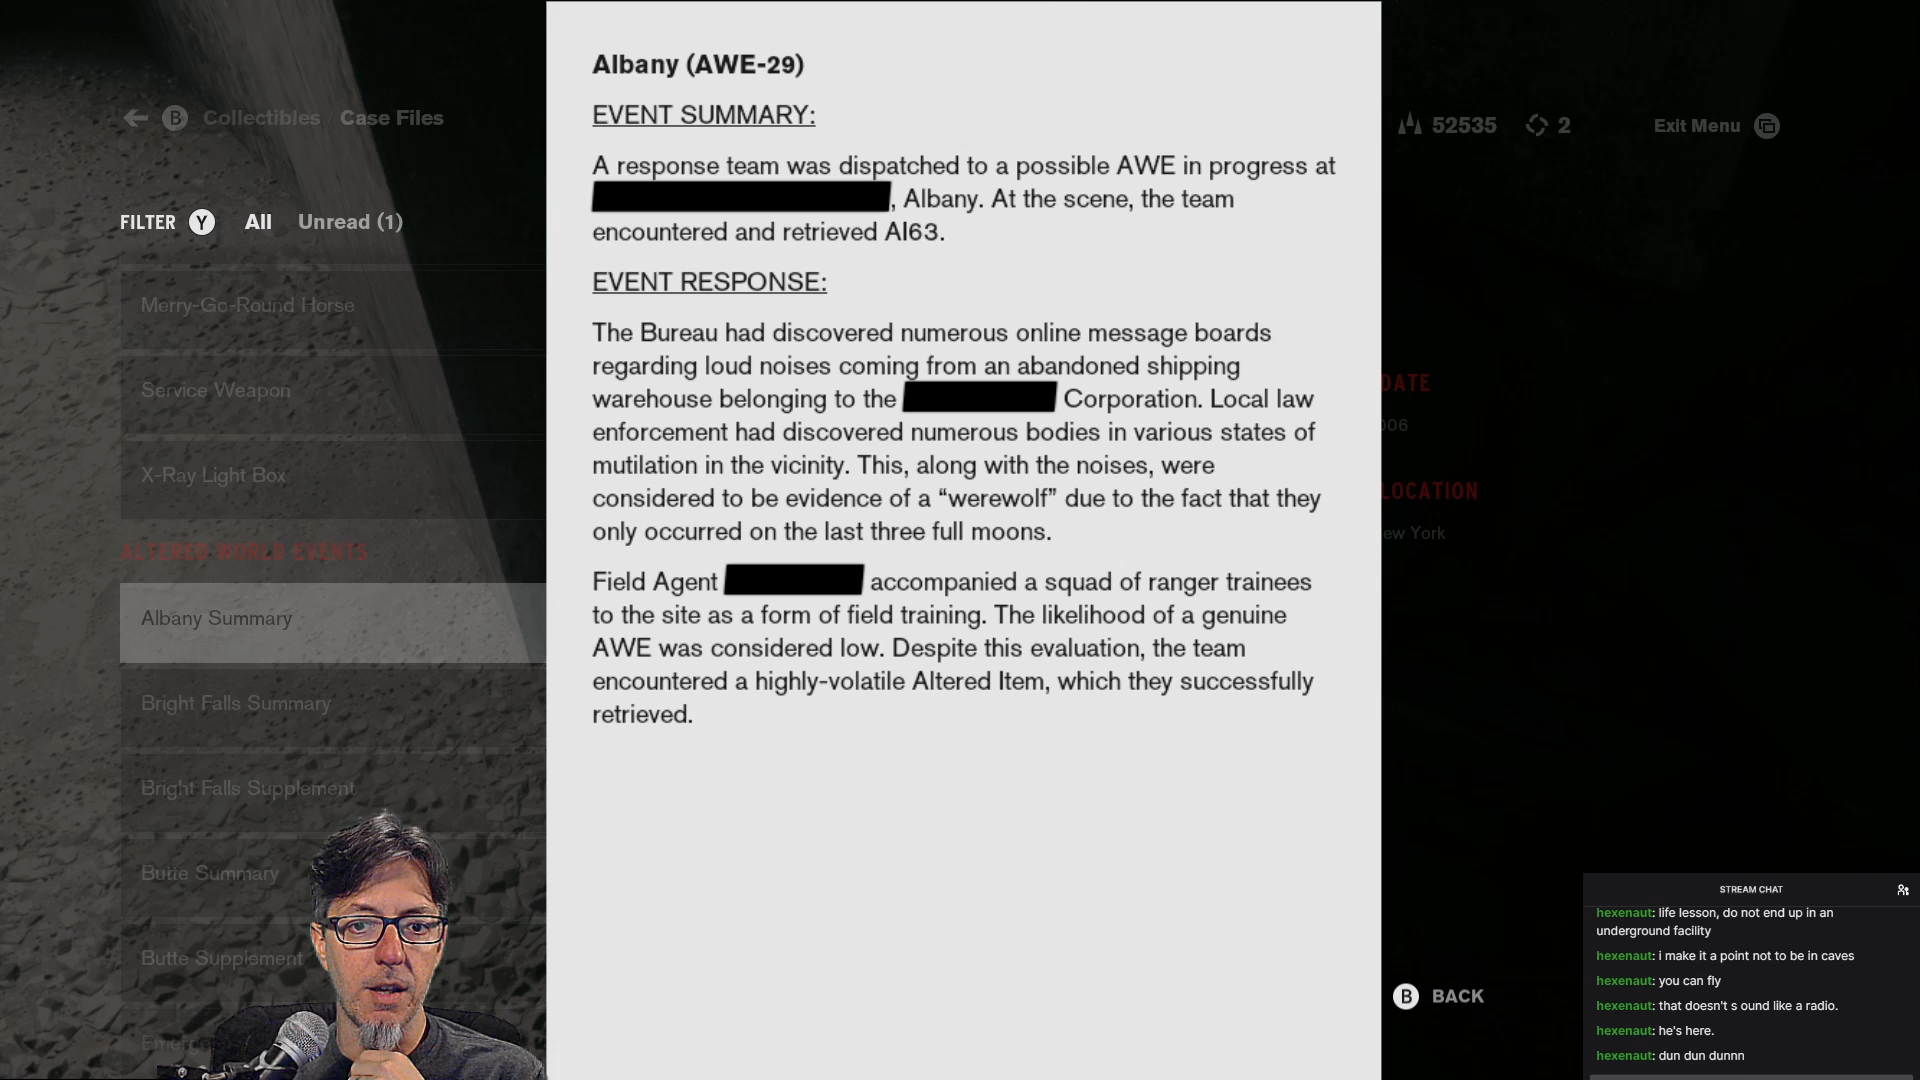 Albany (AWE-29)
EVENT SUMMARY:
A response team was dispatched to a possible AWE in progress at
, Albany. At the scene, the team
encountered and retrieved AI63.
EVENT RESPONSE:
The Bureau had discovered numerous online message boards
regarding loud noises coming from an abandoned shipping
warehouse belonging to the Corporation. Local law
enforcement had discovered numerous bodies in various states of
mutilation in the vicinity. This, along with the noises, were
considered to be evidence of a “werewolf” due to the fact that they
only occurred on the last three full moons.
Field Agent accompanied a squad of ranger trainees
to the site as a form of field training. The likelihood of a genuine
AWE was considered low. Despite this evaluation, the team
encountered a highly-volatile Altered Item, which they successfully
retrieved.
B Collectibles Case Files
FILTER Y All Unread (1)
Merry-Go-Round Horse
Service Weapon
X-Ray Light Box
ALTERED WORLD EVENTS
Albany Summary
Bright Falls Summary
Bright Falls Supplement
Butte Summary
Butte Supplement
52535 2 Exit Menu
DATE
006
LOCATION
ew York
B BACK
STREAM CHAT
hexenaut: life lesson, do not end up in an
underground facility
hexenaut: i make it a point not to be in caves
hexenaut: you can fly
hexenaut: that doesn't s ound like a radio.
hexenaut: he's here.
hexenaut: dun dun dunnn